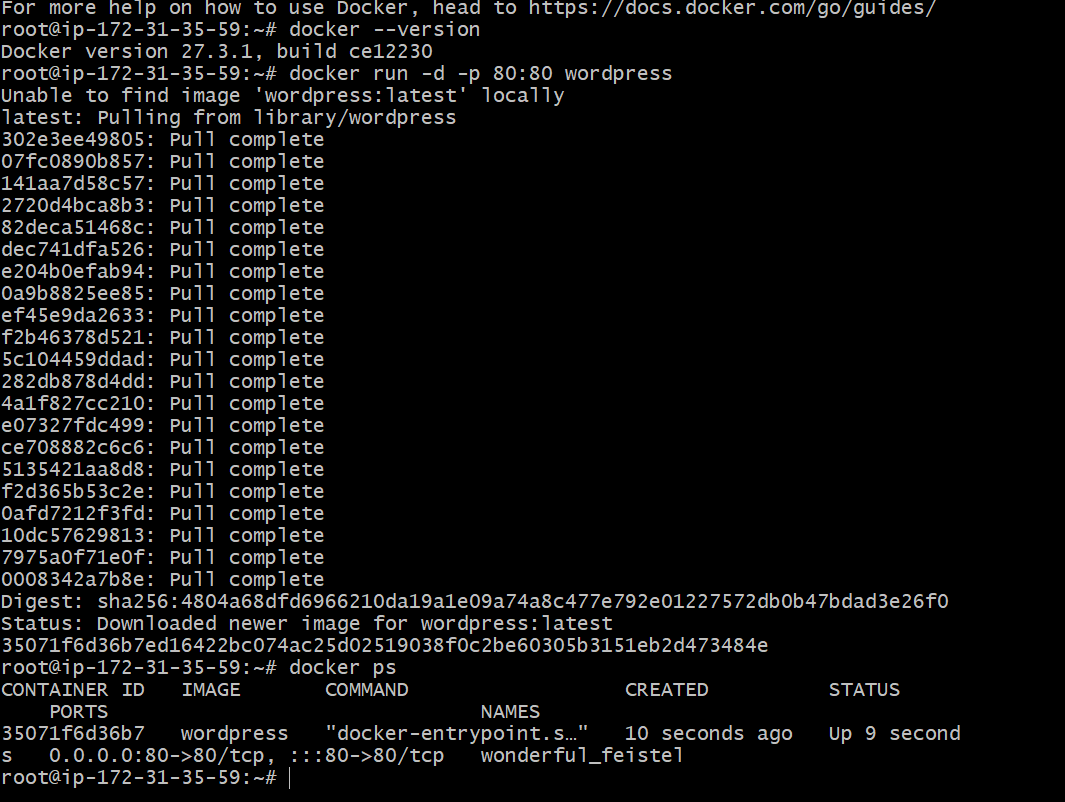 For more help on how to use Docker, head to https://docs.docker.com/go/guides/
root@ip-172-31-35-59:~# docker --version
Docker version 27.3.1, build ce12230
root@ip-172-31-35-59:~# docker run -d -p 80:80 wordpress
Unable to find image 'wordpress:latest' locally
latest: Pulling from library/wordpress
302e3ee49805: Pull complete
07fc0890b857: Pull complete
141aa7d58c57: Pull complete
2720d4bca8b3: Pull complete
82deca51468c: Pull complete
dec741dfa526: Pull complete
e204b0efab94: Pull complete
0a9b8825ee85: Pull complete
ef45e9da2633: Pull complete
f2b46378d521: Pull complete
5c104459ddad: Pull complete
282db878d4dd: Pull complete
4a1f827cc210: Pull complete
e07327fdc499: Pull complete
ce708882c6c6: Pull complete
5135421aa8d8: Pull complete
f2d365b53c2e: Pull complete
0afd7212f3fd: Pull complete
10dc57629813: Pull complete
7975a0f71e0f: Pull complete
0008342a7b8e: Pull complete
Digest: sha256:4804a68dfd6966210da19a1e09a74a8c477e792e01227572db0b47bdad3e26f0
Status: Downloaded newer image for wordpress:latest
35071f6d36b7ed16422bc074ac25d02519038f0c2be60305b3151eb2d473484e
root@ip-172-31-35-59:~# docker ps
CONTAINER ID   IMAGE       COMMAND                  CREATED          STATUS
    PORTS                               NAMES
35071f6d36b7   wordpress   "docker-entrypoint.s…"   10 seconds ago   Up 9 second
s   0.0.0.0:80->80/tcp, :::80->80/tcp   wonderful_feistel
root@ip-172-31-35-59:~#